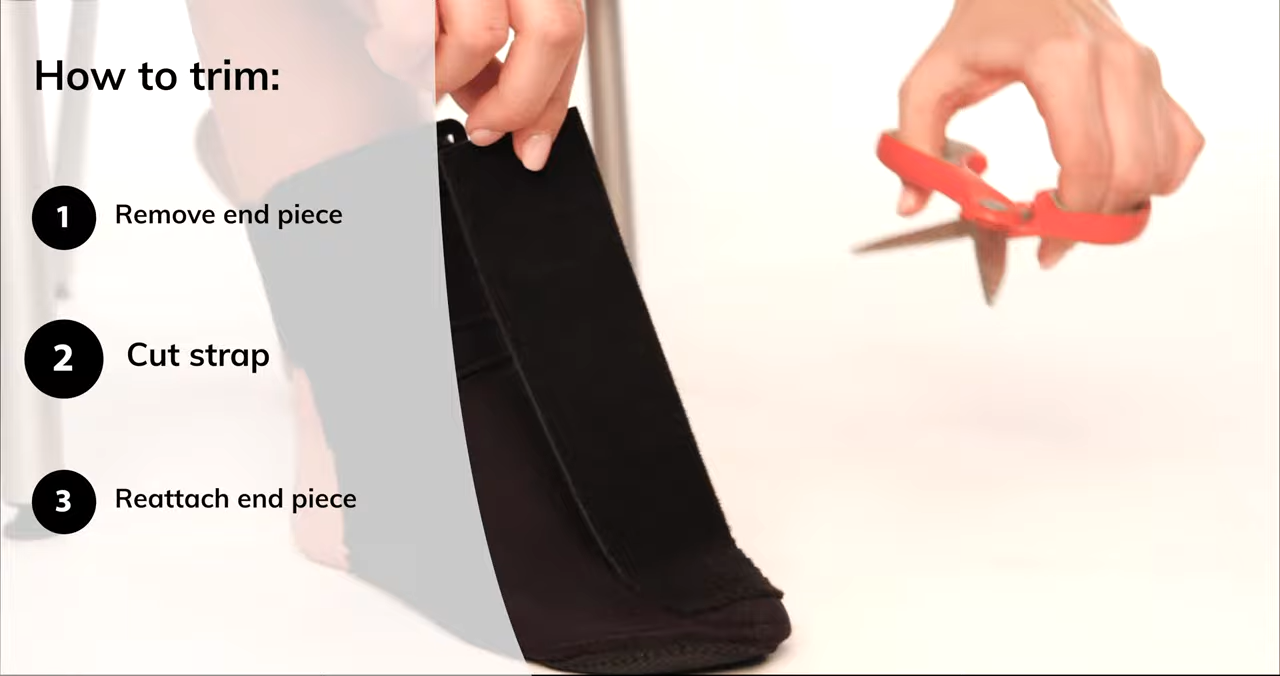 How to trim:
1 Remove end piece
2 Cut strap
3 Reattach end piece